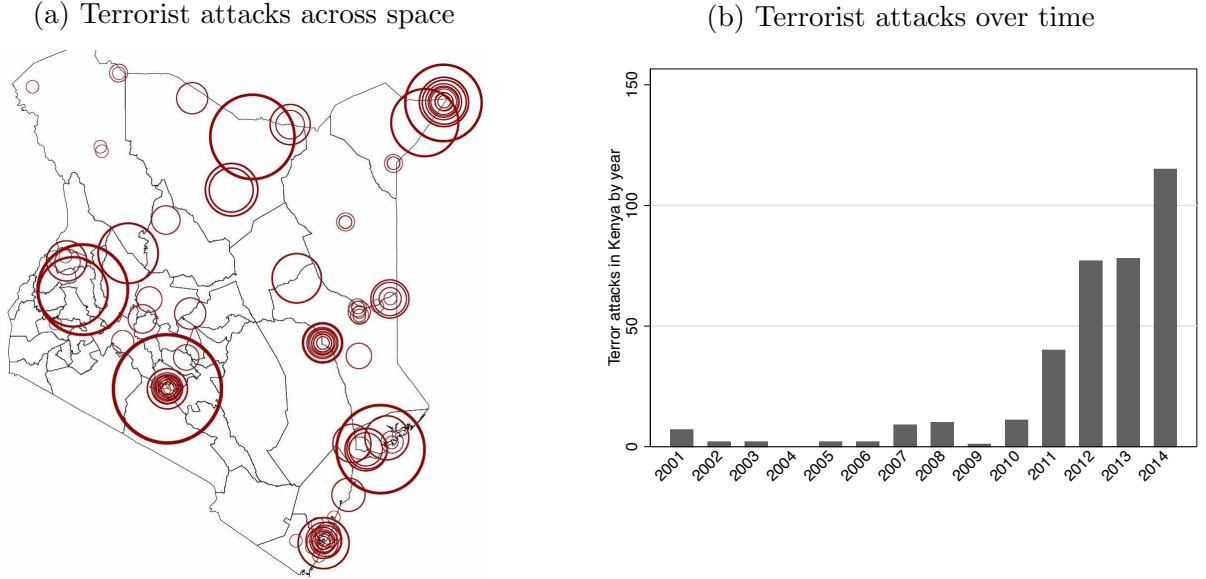 (a) Terrorist attacks across space
(b) Terrorist attacks over time
Terror attacks in Kenya by year
150
100
50
0
2001 2002 2003 2004 2005 2006 2007 2008 2009 2010 2011 2012 2013 2014